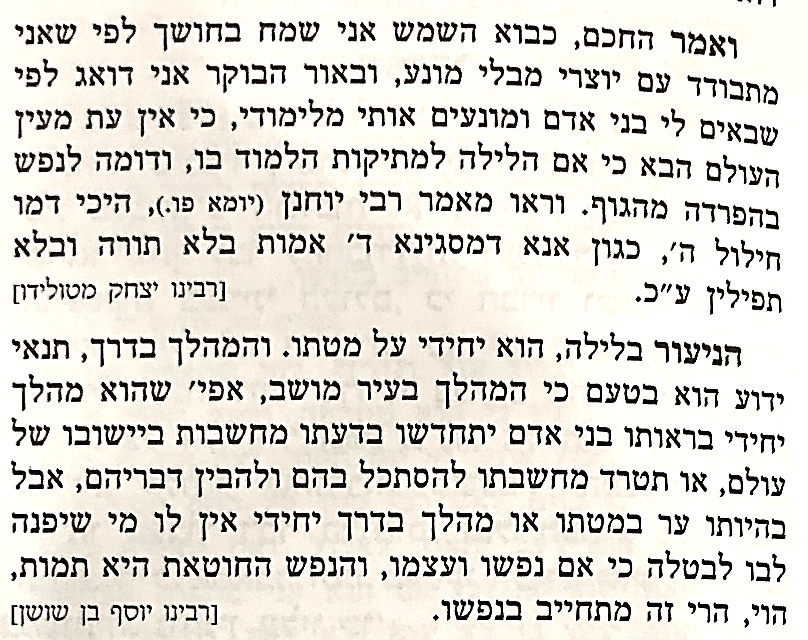 ואמר החכם, כבוא השמש אני שמח בחושך לפי שאני
מתבודד עם יוצרי מבלי מונע, ובאור הבוקר אני דואג לפי
שבאים לי בני אדם ומונעים אותי מלימודי, כי אין עת מעין
העולם הבא כי אם הלילה למתיקות הלמוד בו, ודומה לנפש
בהפרדה מהגוף. וראו מאמר רבי יוחנן (יומא פו.), היכי דמו
חילול ה׳, כגון אנא דמסגינא ד׳ אמות בלא תורה ובלא
תפילין ע״כ. [רבינו יצחק מטולידו]
הניעור בלילה, הוא יחידי על מטתו. והמהלך בדרך, תנאי
ידוע הוא בטעם כי המהלך בעיר מושב, אפי׳ שהוא מהלך
יחידי בראותו בני אדם יתחדשו בדעתו מחשבות ביישובו של
עולם, או תטרד מחשבתו להסתכל בהם ולהבין דבריהם, אבל
בהיותו ער במטתו או מהלך בדרך יחידי אין לו מי שיפנה
לבו לבטלה כי אם נפשו ועצמו, והנפש החוטאת היא תמות,
הוי, הרי זה מתחייב בנפשו. [רבינו יוסף בן שושן]